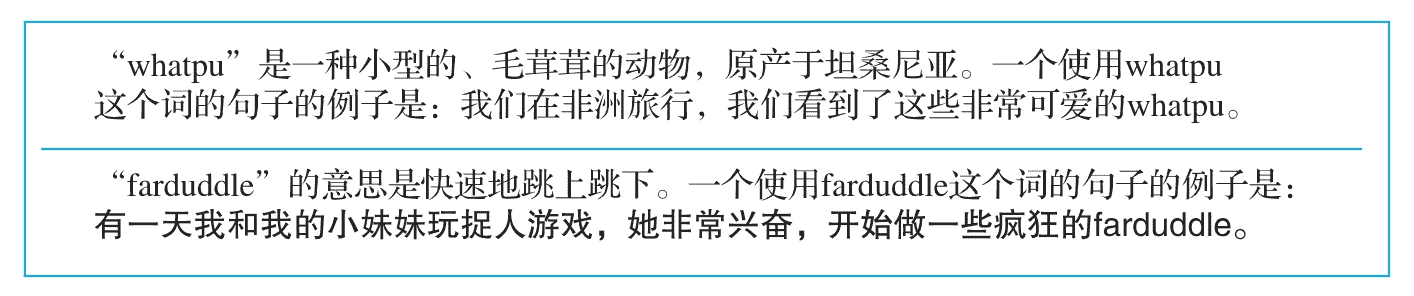 “whatpu”是一种小型的、毛茸茸的动物，原产于坦桑尼亚。一个使用whatpu
这个词的句子的例子是：我们在非洲旅行，我们看到了这些非常可爱的whatpu。
“farduddle”的意思是快速地跳上跳下。一个使用farduddle这个词的句子的例子是：
有一天我和我的小妹妹玩捉人游戏，她非常兴奋，开始做一些疯狂的farduddle。